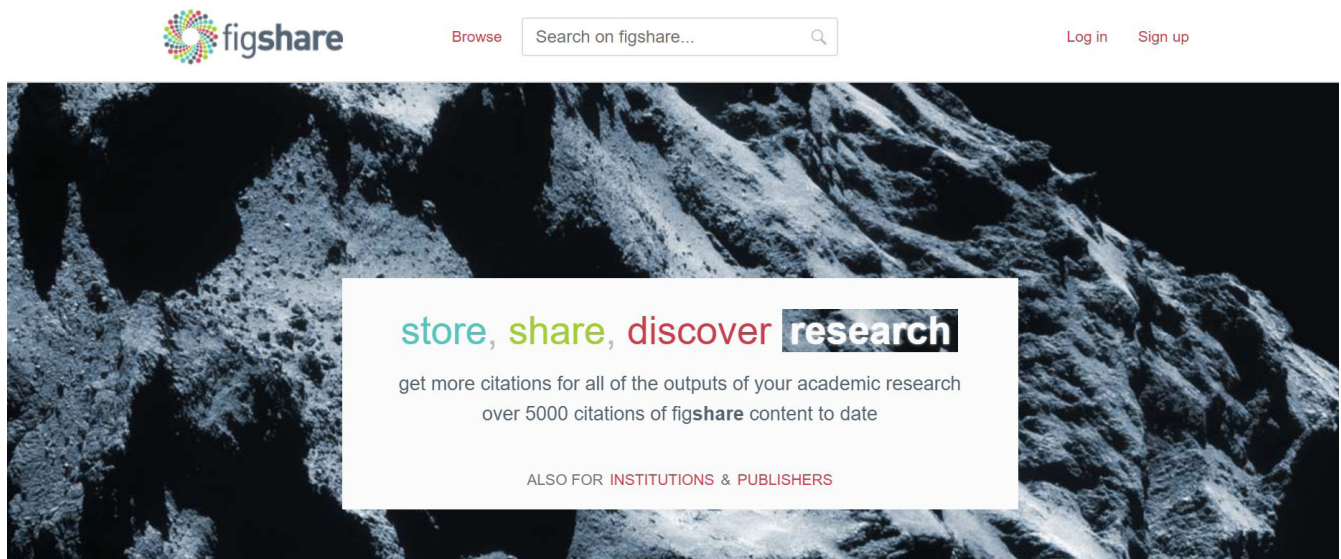 figshare
Browse
Search on figshare...
Log in
Sign up
store, share, discover research
get more citations for all of the outputs of your academic research
over 5000 citations of figshare content to date
ALSO FOR INSTITUTIONS & PUBLISHERS